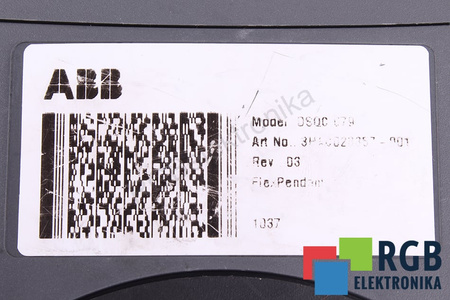 ABB
Model DSQC 679
Art No.
Rev 03
FlexPendant
1037
RGB
ELEKTRONIKA